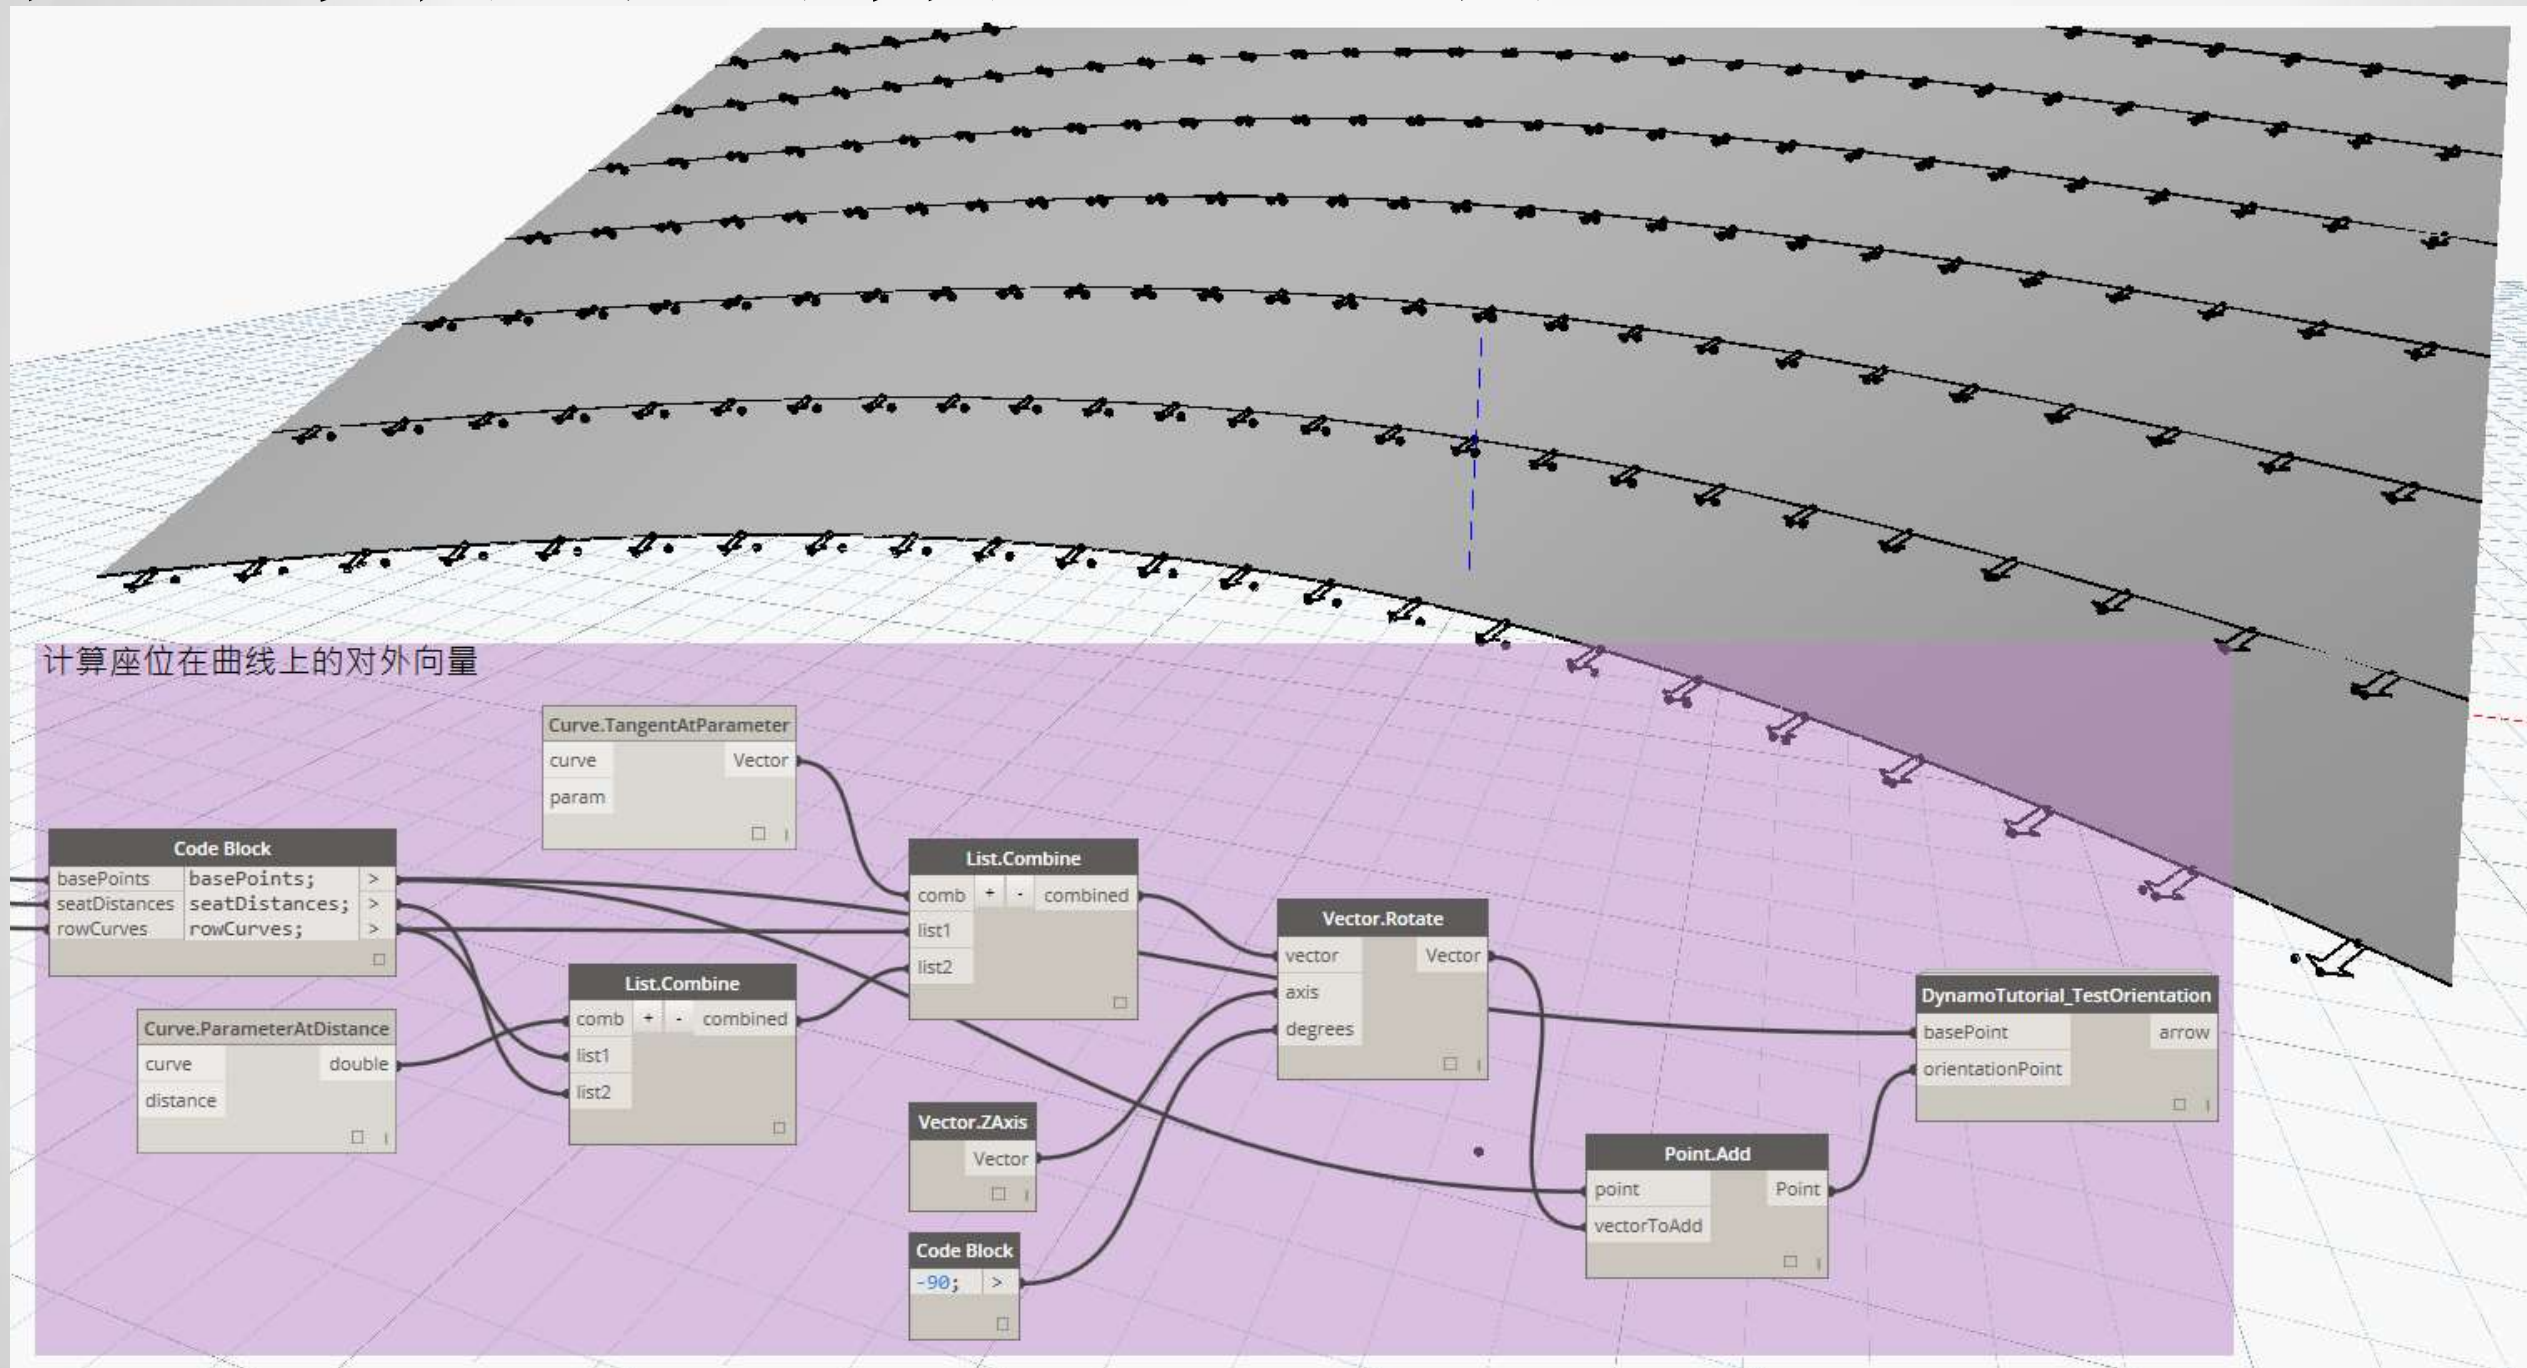 计算座位在曲线上的对外向量
Curve.TangentAtParameter
curve Vector
param
Code Block
basePoints basePoints; >
seatDistances seatDistances; >
rowCurves rowCurves; >
List.Combine
comb + - combined
list1
list2
Curve.ParameterAtDistance
curve double
distance
List.Combine
comb + - combined
list1
list2
Vector.Rotate
vector Vector
axis
degrees
Vector.ZAxis
Vector
Code Block
-90; >
Point.Add
point Point
vectorToAdd
DynamoTutorial_TestOrientation
basePoint arrow
orientationPoint